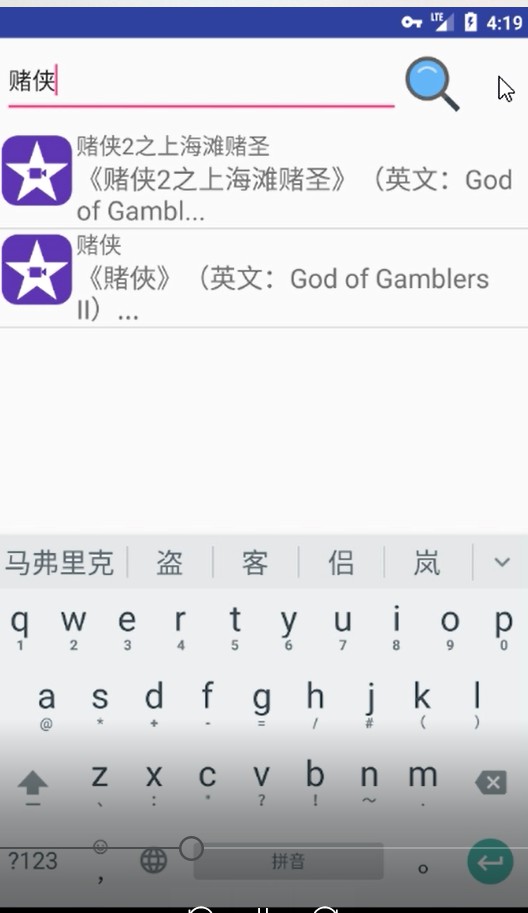 LTE 4:19
赌侠
赌侠2之上海滩赌圣
《赌侠2之上海滩赌圣》（英文：God
of Gambl...
赌侠
《賭俠》（英文：God of Gamblers
II）...
马弗里克 盗 客 侣 岚
q w e r t y u i o p
1 2 3 4 5 6 7 8 9 0
a s d f g h j k l
@ * + - = / # ( )
z x c v b n m
、 : " ? ! ～ .
?123 , 拼音 。